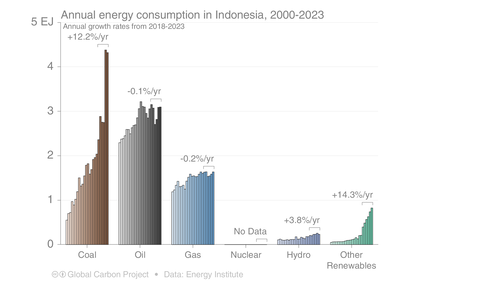 Annual energy consumption in Indonesia, 2000-2023
5 EJ
Annual growth rates from 2018-2023
+12.2%/yr
4
-0.1%/yr
3
-0.2%/yr
2
+14.3%/yr
1
No Data
+3.8%/yr
0
Coal Oil Gas Nuclear Hydro Other
Renewables
Global Carbon Project • Data: Energy Institute